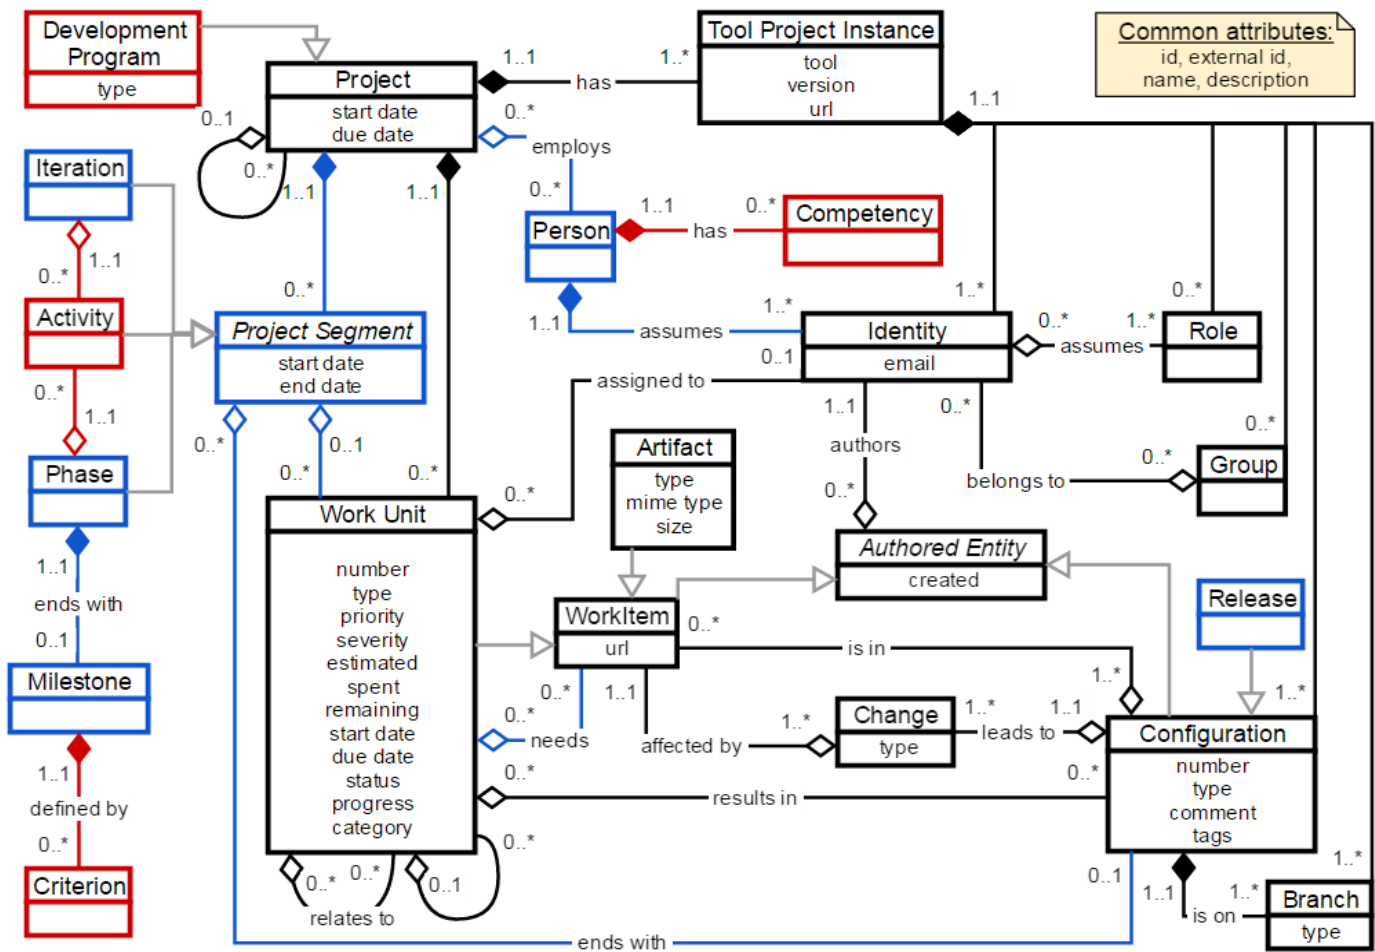 Development
Program
type
Project
start date
due date
1..1
has
1..*
Tool Project Instance
tool
version
url
Common attributes:
id, external id,
name, description
0..1
0..*
0..*
employs
0..*
1..1
1..1
1..1
Iteration
1..1
0..*
Activity
0..*
1..1
Phase
1..1
ends with
0..1
Milestone
1..1
defined by
0..*
Criterion
0..*
Project Segment
start date
end date
0..*
0..1
0..*
0..*
Person
1..1
has
0..*
Competency
1..1
assumes
1..*
1..*
0..*
Identity
email
0..*
assumes
1..*
Role
0..1
assigned to
0..*
1..1
authors
0..*
0..*
belongs to
0..*
0..*
Group
Artifact
type
mime type
size
Authored Entity
created
Release
Work Unit
number
type
priority
severity
estimated
spent
remaining
start date
due date
status
progress
category
WorkItem
url
0..*
is in
1..*
1..*
0..*
0..*
needs
1..1
affected by
1..*
Change
type
1..*
leads to
1..1
Configuration
number
type
comment
tags
0..*
results in
0..*
0..*
0..*
relates to
0..1
0..*
0..1
ends with
1..1
is on
1..*
1..*
Branch
type